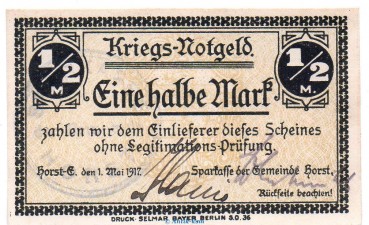 Kriegs-Notgeld.
1/2 M
1/2 M.
Eine halbe Mark
zahlen wir dem Einlieferer dieses Scheines
ohne Legitimations-Prüfung.
Horst-E. den 1. Mai 1917.
Sparkasse der Gemeinde Horst.
Rückseite beachten!
DRUCK: SELMAR BAYER BERLIN S.O. 36